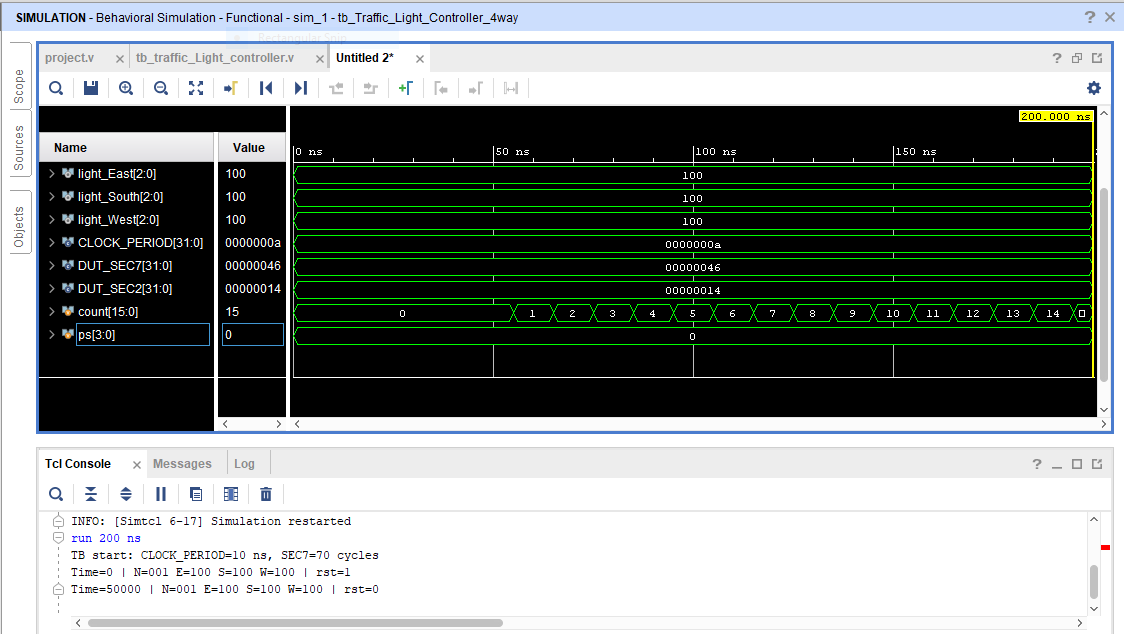 SIMULATION - Behavioral Simulation - Functional - sim_1 - tb_Traffic_Light_Controller_4way
? ×
Scope
Sources
Objects
project.v × tb_traffic_Light_controller.v × Untitled 2* × ?
200.000 ns
Name Value 0 ns 50 ns 100 ns 150 ns
light_East[2:0] 100 100
light_South[2:0] 100 100
light_West[2:0] 100 100
CLOCK_PERIOD[31:0] 0000000a 0000000a
DUT_SEC7[31:0] 00000046 00000046
DUT_SEC2[31:0] 00000014 00000014
count[15:0] 15 0 1 2 3 4 5 6 7 8 9 10 11 12 13 14
ps[3:0] 0 0
Tcl Console × Messages Log ?
INFO: [Simtcl 6-17] Simulation restarted
run 200 ns
TB start: CLOCK_PERIOD=10 ns, SEC7=70 cycles
Time=0 | N=001 E=100 S=100 W=100 | rst=1
Time=50000 | N=001 E=100 S=100 W=100 | rst=0